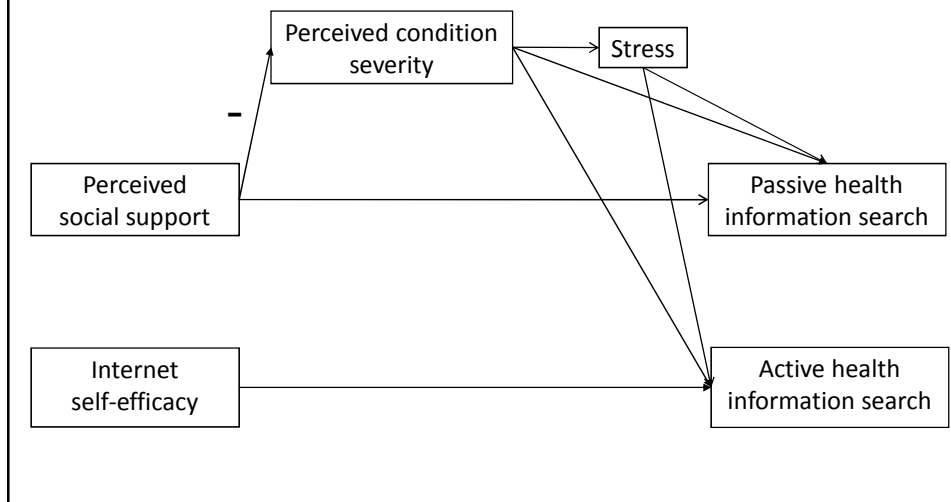 Perceived condition
severity
Stress
-
Perceived
social support
Passive health
information search
Internet
self-efficacy
Active health
information search